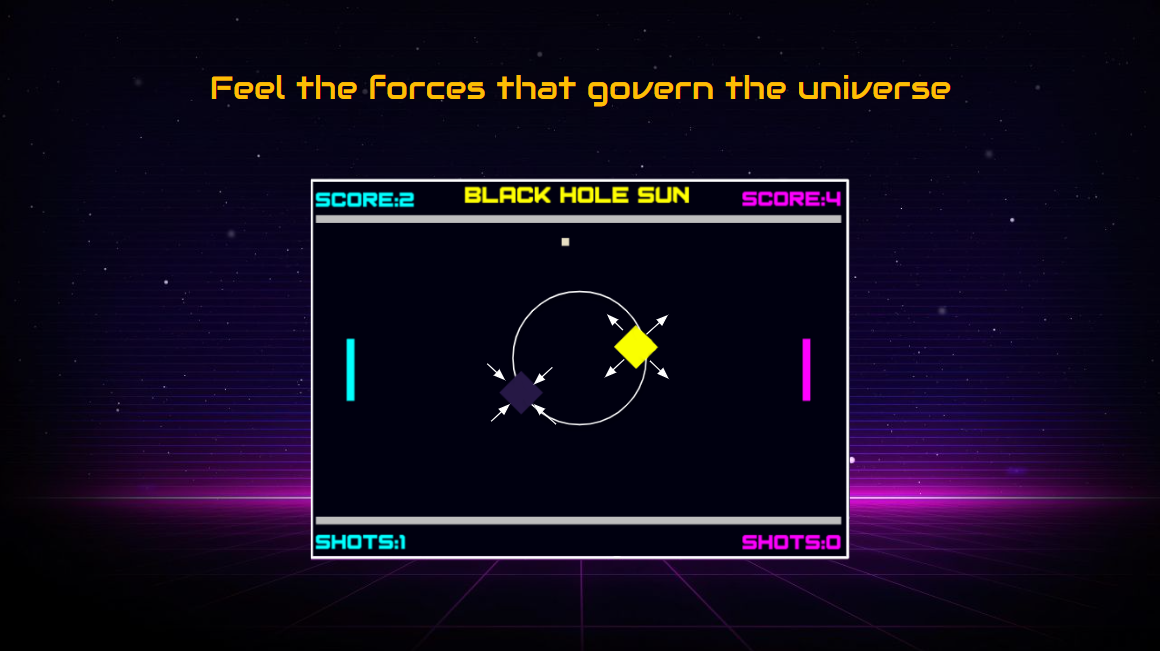 Feel the forces that govern the universe
SCORE:2
BLACK HOLE SUN
SCORE:4
SHOTS:1
SHOTS:0